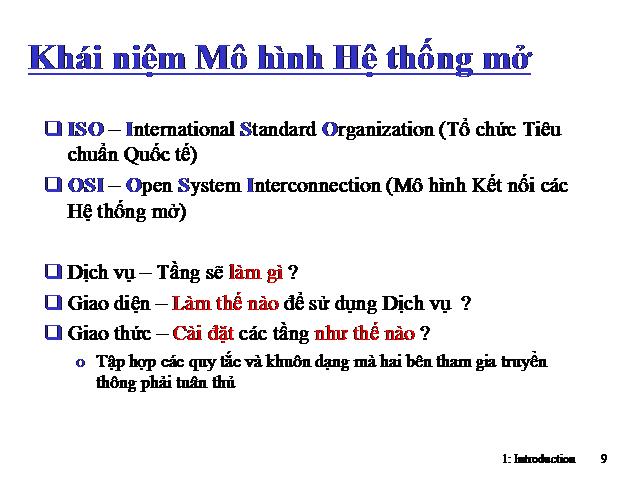 Khái niệm Mô hình Hệ thống mở
ISO – International Standard Organization (Tổ chức Tiêu
chuẩn Quốc tế)
OSI – Open System Interconnection (Mô hình Kết nối các
Hệ thống mở)
Dịch vụ – Tầng sẽ làm gì ?
Giao diện – Làm thế nào để sử dụng Dịch vụ ?
Giao thức – Cài đặt các tầng như thế nào ?
o Tập hợp các quy tắc và khuôn dạng mà hai bên tham gia truyền
thông phải tuân thủ
1: Introduction 9